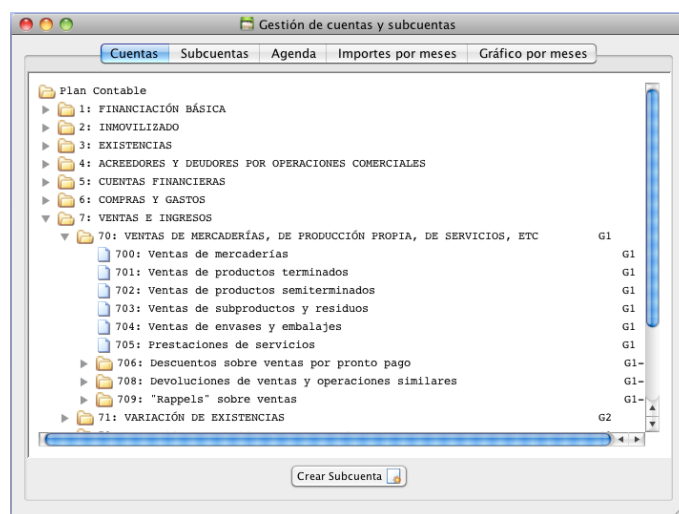 Gestión de cuentas y subcuentas
Cuentas Subcuentas Agenda Importes por meses Gráfico por meses
Plan Contable
1: FINANCIACIÓN BÁSICA
2: INMOVILIZADO
3: EXISTENCIAS
4: ACREEDORES Y DEUDORES POR OPERACIONES COMERCIALES
5: CUENTAS FINANCIERAS
6: COMPRAS Y GASTOS
7: VENTAS E INGRESOS
70: VENTAS DE MERCADERÍAS, DE PRODUCCIÓN PROPIA, DE SERVICIOS, ETC G1
700: Ventas de mercaderías G1
701: Ventas de productos terminados G1
702: Ventas de productos semiterminados G1
703: Ventas de subproductos y residuos G1
704: Ventas de envases y embalajes G1
705: Prestaciones de servicios G1
706: Descuentos sobre ventas por pronto pago G1-
708: Devoluciones de ventas y operaciones similares G1-
709: "Rappels" sobre ventas G1-
71: VARIACIÓN DE EXISTENCIAS G2
Crear Subcuenta